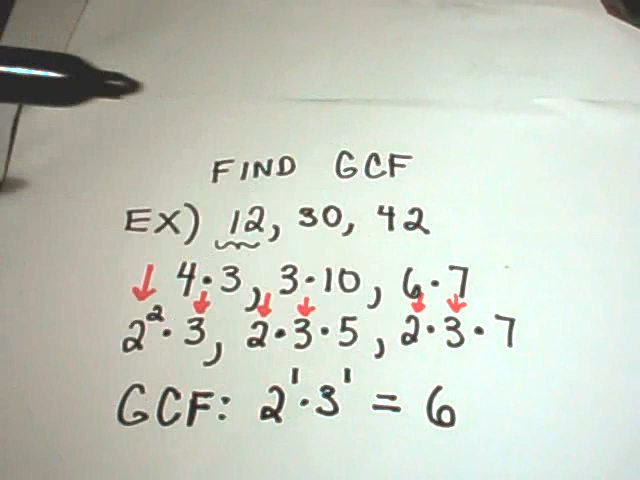 FIND GCF
EX) 12, 30, 42
4·3, 3·10, 6·7
2²·3, 2·3·5, 2·3·7
GCF: 2¹·3¹ = 6